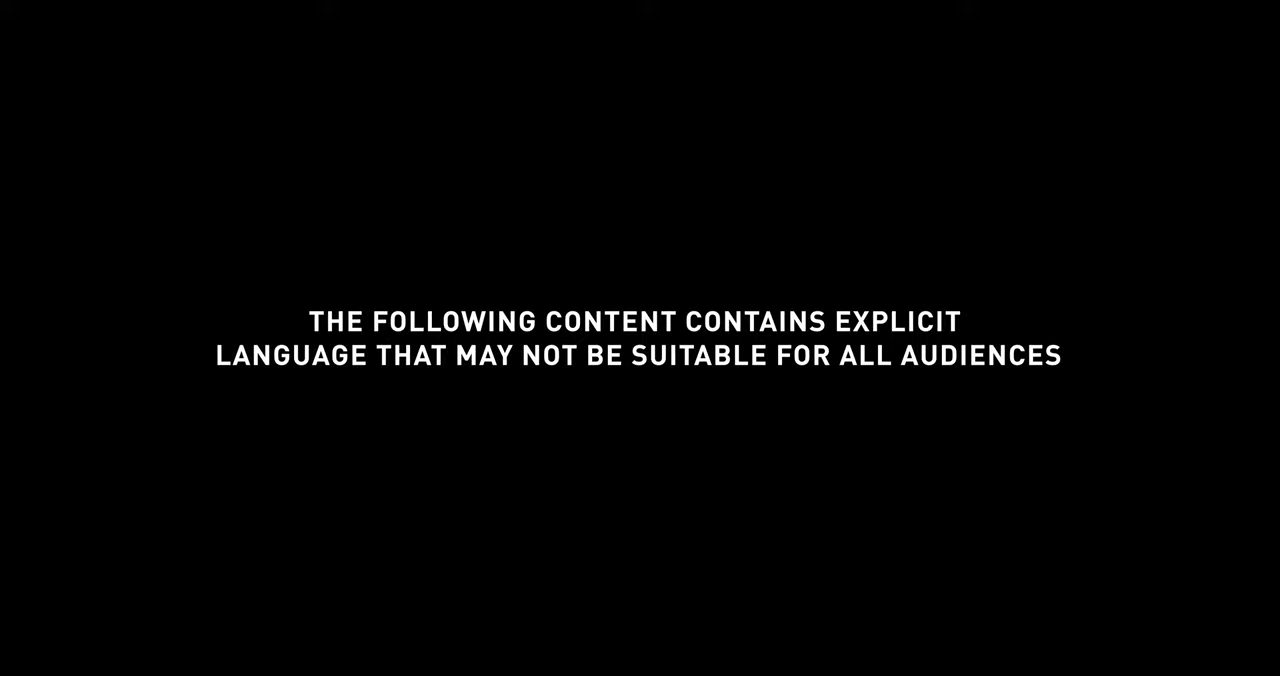 THE FOLLOWING CONTENT CONTAINS EXPLICIT
LANGUAGE THAT MAY NOT BE SUITABLE FOR ALL AUDIENCES